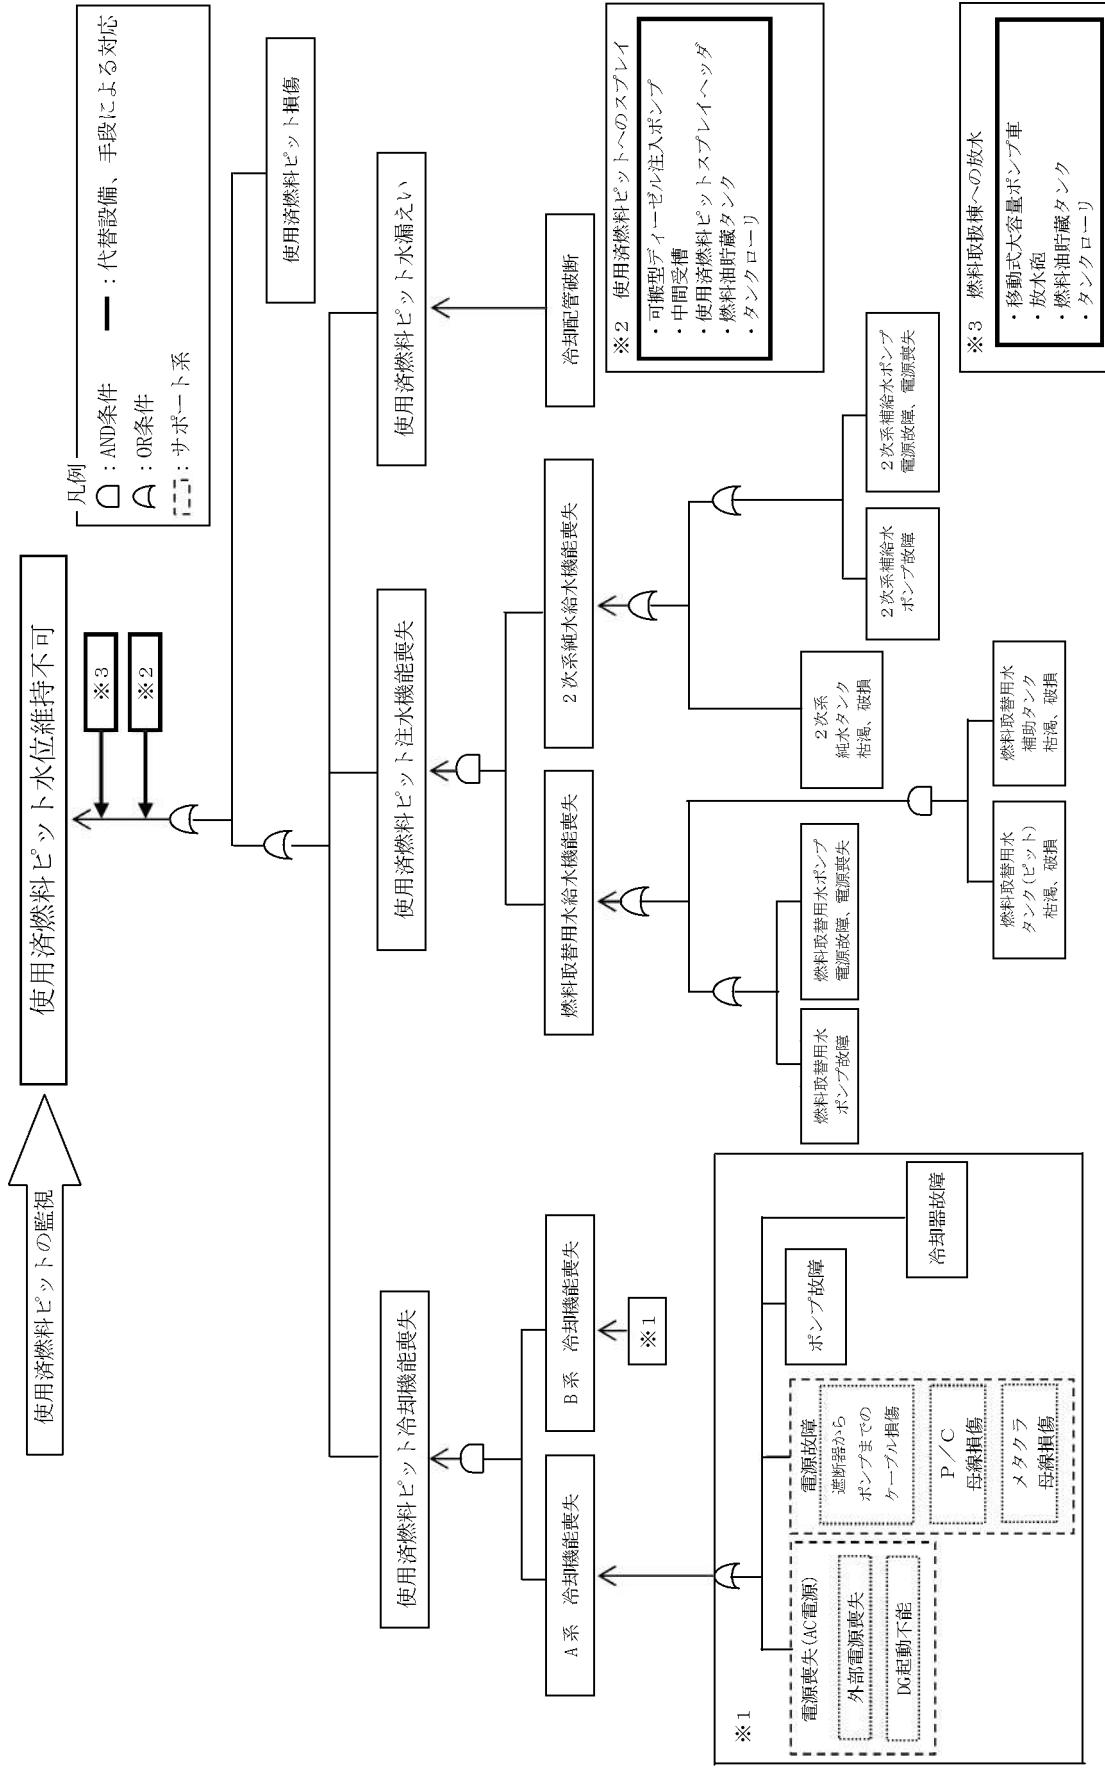 使用済燃料ピットの監視
使用済燃料ピット水位維持不可
※3
※2
凡例
：AND条件
：OR条件
：サポート系
：代替設備、手段による対応
使用済燃料ピット損傷
使用済燃料ピット冷却機能喪失
使用済燃料ピット注水機能喪失
使用済燃料ピット水漏えい
A系　冷却機能喪失
B系　冷却機能喪失
※1
燃料取替用水給水機能喪失
2次系純水給水機能喪失
冷却配管破断
※1
電源喪失(AC電源)
外部電源喪失
DG起動不能
電源故障
遮断器から
ポンプまでの
ケーブル損傷
P／C
母線損傷
メタクラ
母線損傷
ポンプ故障
冷却器故障
燃料取替用水
ポンプ故障
燃料取替用水ポンプ
電源故障、電源喪失
燃料取替用水
タンク(ピット)
枯渇、破損
燃料取替用水
補助タンク
枯渇、破損
2次系
純水タンク
枯渇、破損
2次系補給水
ポンプ故障
2次系補給水ポンプ
電源故障、電源喪失
※2　使用済燃料ピットへのスプレイ
・可搬型ディーゼル注入ポンプ
・中間受槽
・使用済燃料ピットスプレイヘッダ
・燃料油貯蔵タンク
・タンクローリ
※3　燃料取扱棟への放水
・移動式大容量ポンプ車
・放水砲
・燃料油貯蔵タンク
・タンクローリ